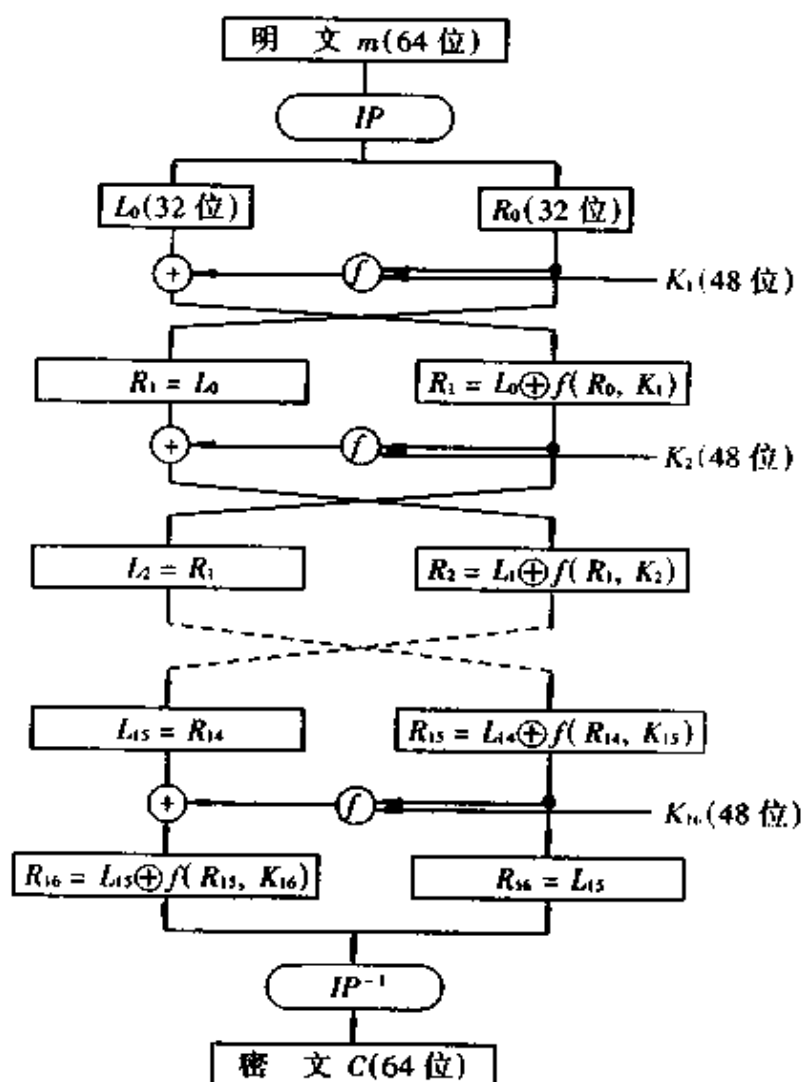 明 文 m(64 位)
IP
L₀(32 位)
R₀(32 位)
+
f
K₁(48 位)
R₁ = L₀
R₁ = L₀⊕f( R₀, K₁)
+
f
K₂(48 位)
L₂ = R₁
R₂ = L₁⊕f( R₁, K₂)
L₁₅ = R₁₄
R₁₅ = L₁₄⊕f( R₁₄, K₁₅)
+
f
K₁₆(48 位)
R₁₆ = L₁₅⊕f( R₁₅, K₁₆)
R₁₆ = L₁₅
IP⁻¹
密 文 C(64 位)